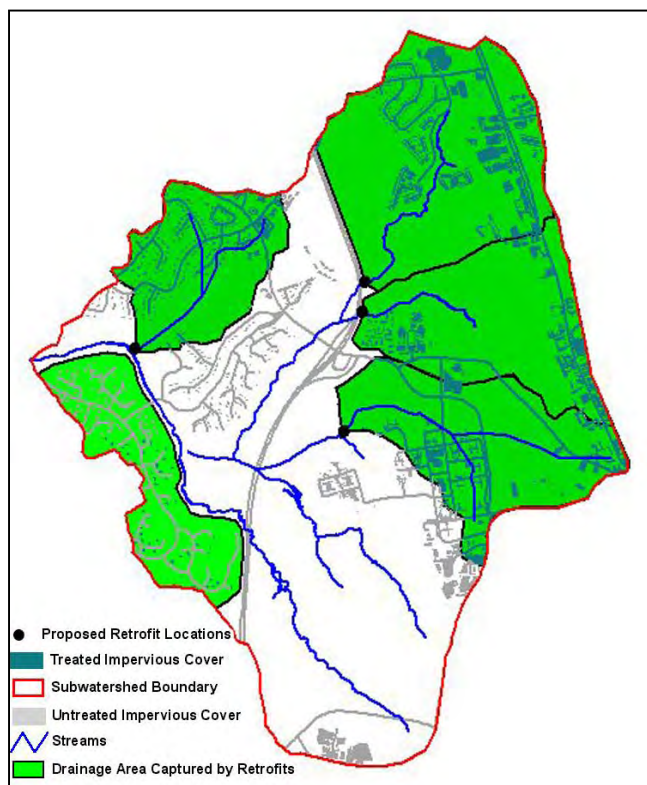 Proposed Retrofit Locations
Treated Impervious Cover
Subwatershed Boundary
Untreated Impervious Cover
Streams
Drainage Area Captured by Retrofits